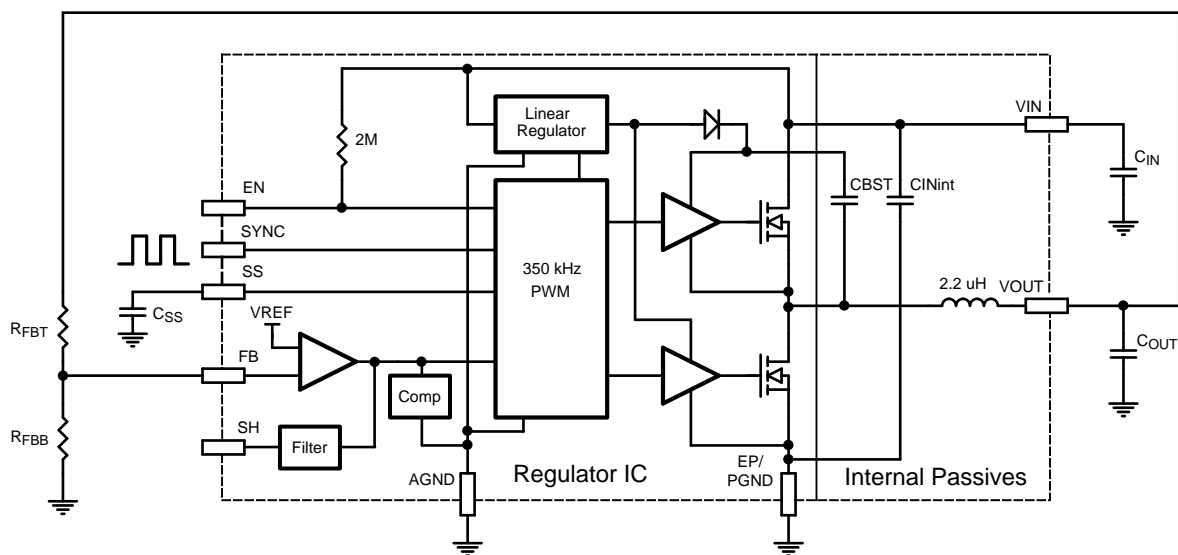 VIN
Linear
Regulator
2M
CIN
EN
CBST
CINint
SYNC
350 kHz
PWM
SS
CSS
2.2 uH
VOUT
VREF
RFBT
FB
COUT
Comp
RFBB
SH
Filter
AGND
Regulator IC
EP/
PGND
Internal Passives